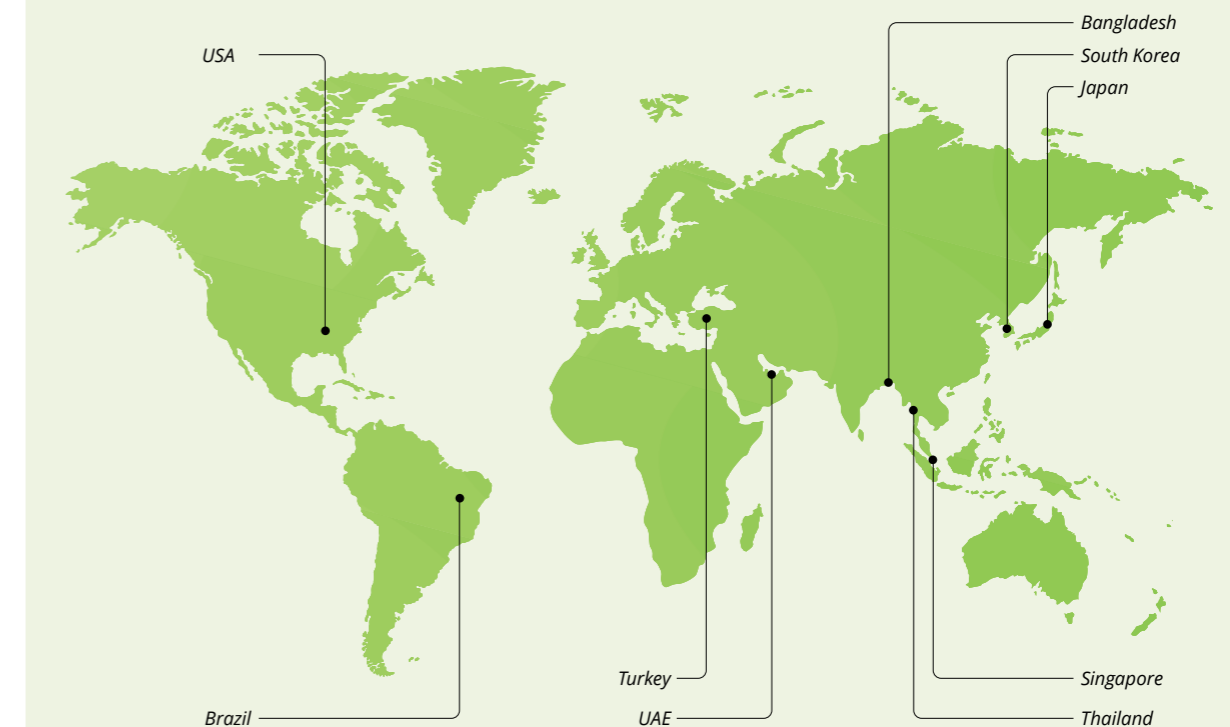 Bangladesh
USA
South Korea
Japan
Turkey
Singapore
Brazil
UAE
Thailand